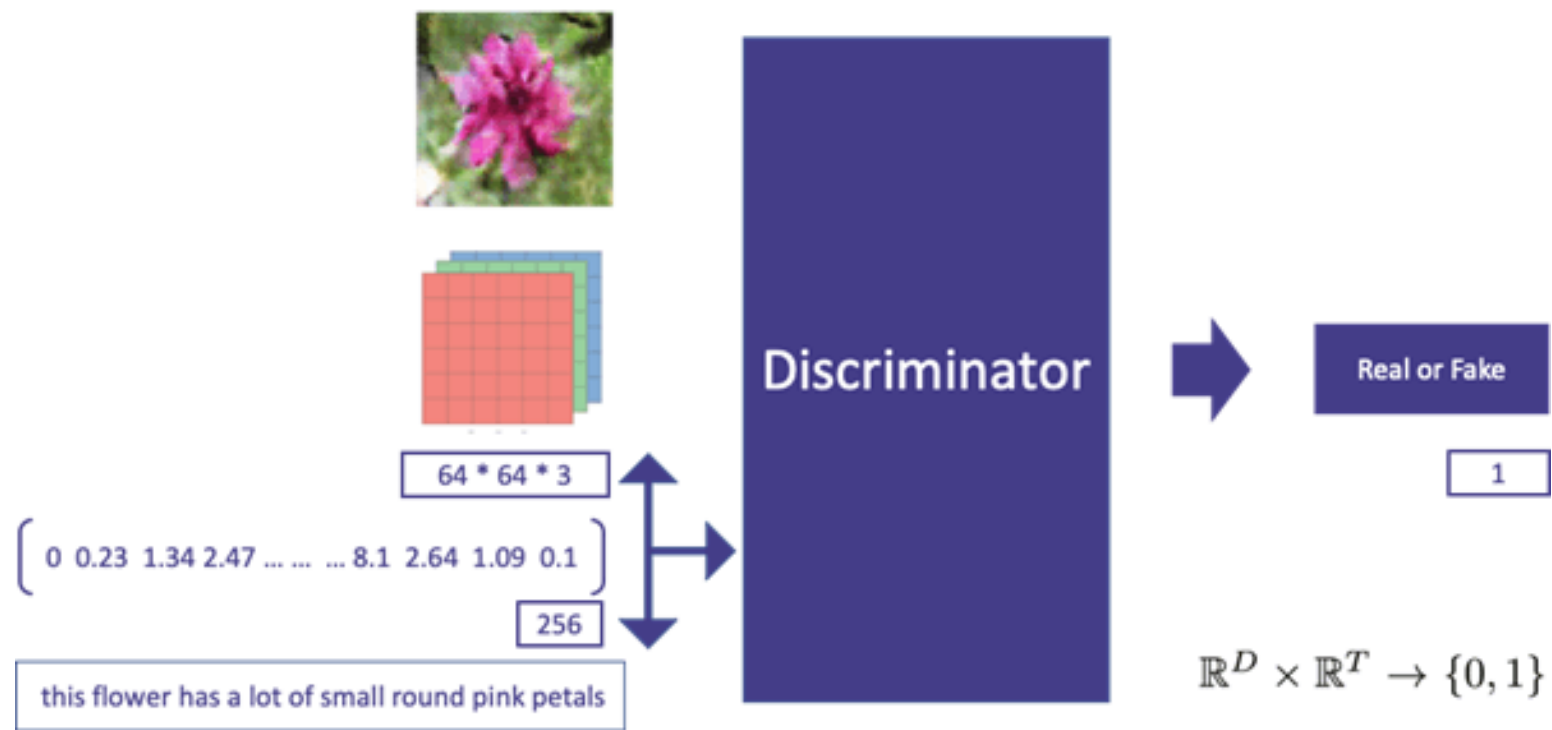 64 * 64 * 3
0 0.23 1.34 2.47 ... ... ... 8.1 2.64 1.09 0.1
256
this flower has a lot of small round pink petals
Discriminator
Real or Fake
1
ℝ^D × ℝ^T → {0, 1}